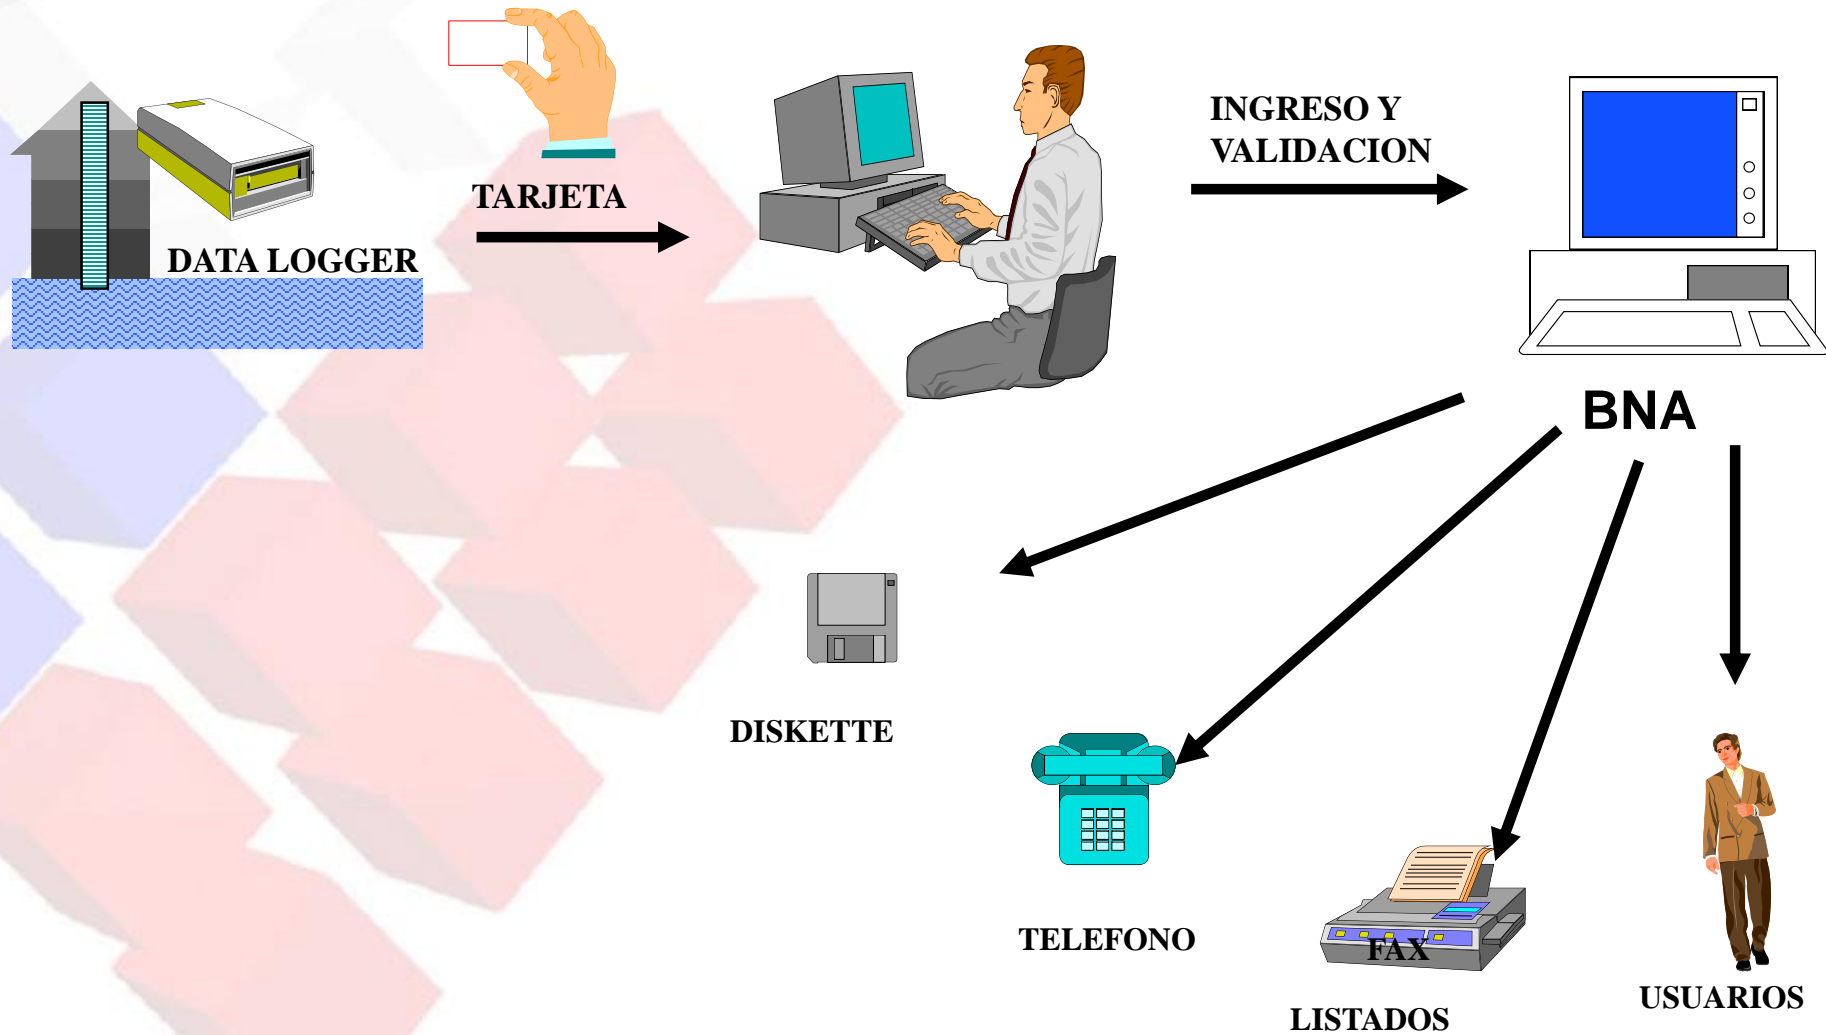 TARJETA
DATA LOGGER
INGRESO Y
VALIDACION
BNA
DISKETTE
TELEFONO
FAX
LISTADOS
USUARIOS